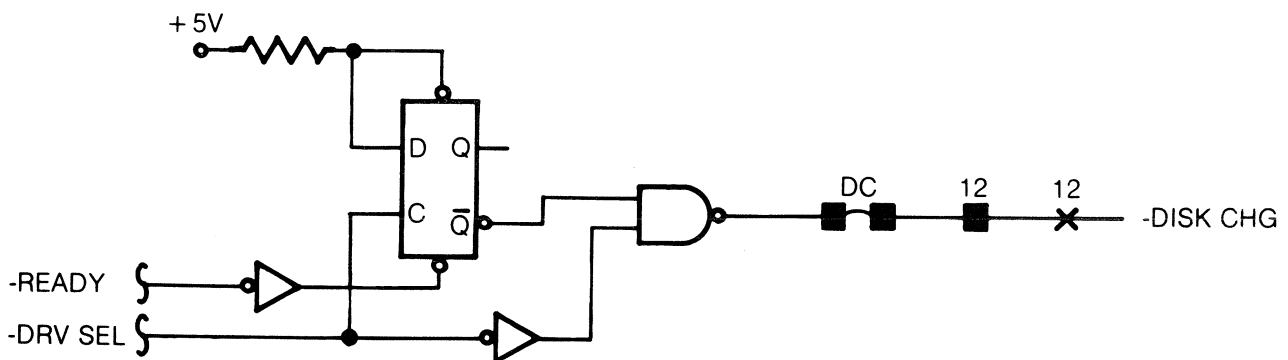 + 5V
D Q
C Q̅
DC
12
12
-DISK CHG
-READY
-DRV SEL